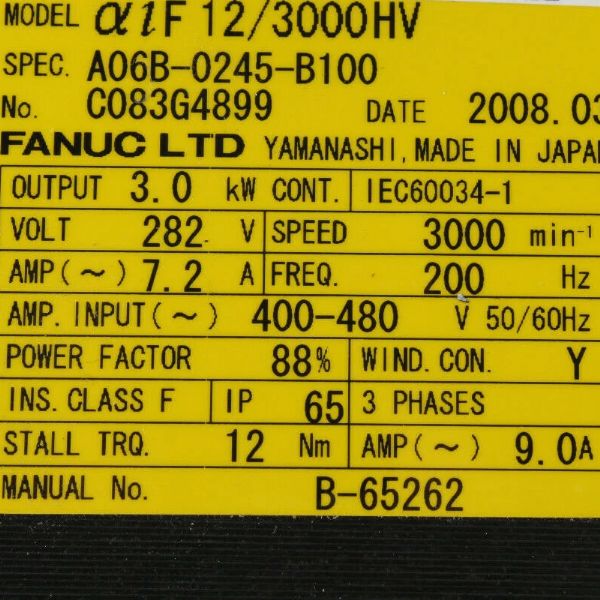 MODEL αiF 12/3000HV
SPEC. A06B-0245-B100
No. C083G4899 DATE 2008.03
FANUC LTD YAMANASHI, MADE IN JAPAN
OUTPUT 3.0 kW CONT. IEC60034-1
VOLT 282 V SPEED 3000 min⁻¹
AMP(~) 7.2 A FREQ. 200 Hz
AMP. INPUT(~) 400-480 V 50/60Hz
POWER FACTOR 88% WIND. CON. Y
INS. CLASS F IP 65 3 PHASES
STALL TRQ. 12 Nm AMP(~) 9.0A
MANUAL No. B-65262